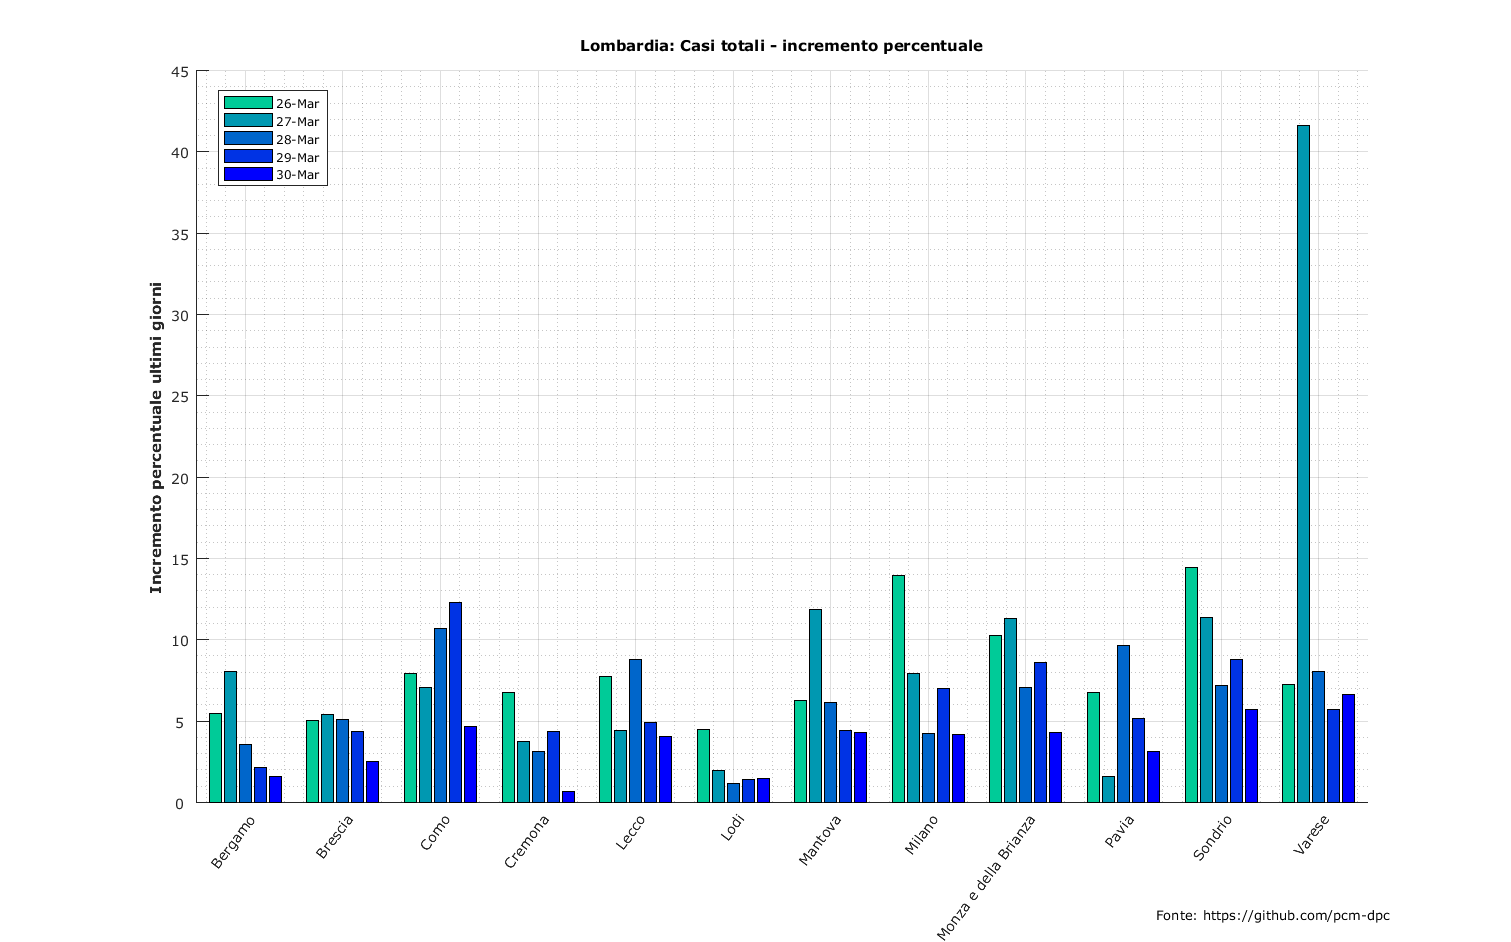 Lombardia: Casi totali - incremento percentuale
45
40
35
30
25
20
15
10
5
0
26-Mar
27-Mar
28-Mar
29-Mar
30-Mar
Incremento percentuale ultimi giorni
Bergamo
Brescia
Como
Cremona
Lecco
Lodi
Mantova
Milano
Monza e della Brianza
Pavia
Sondrio
Varese
Fonte: https://github.com/pcm-dpc